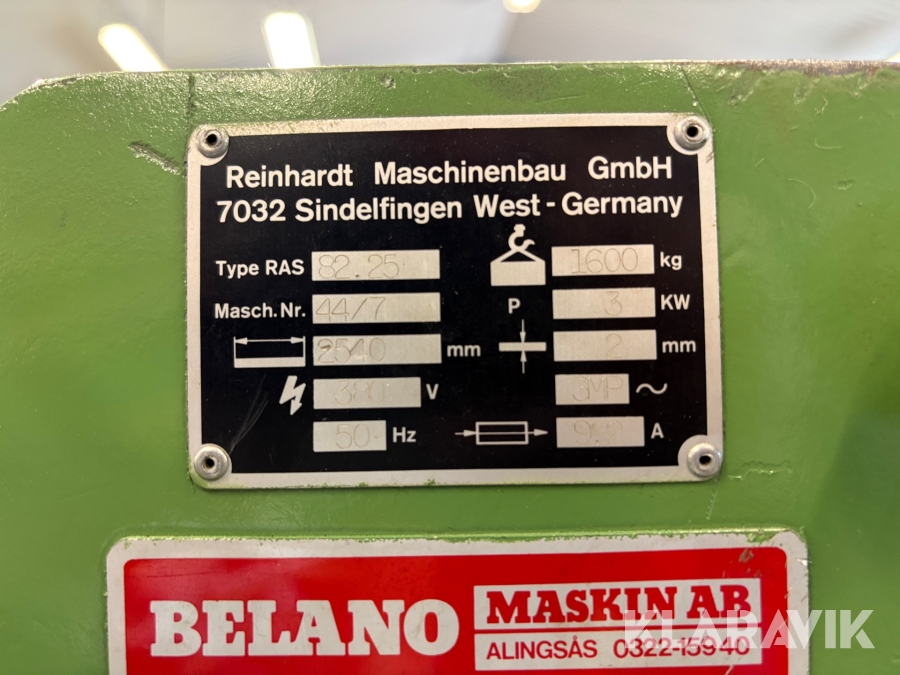 Reinhardt Maschinenbau GmbH
7032 Sindelfingen West-Germany
Type RAS 82.25 1600 kg
Masch.Nr. 44/7 P 3 KW
2540 mm 2 mm
380 V 3MP ~
50 Hz A
BELANO MASKIN AB
ALINGSÅS 0322-15940
KLARAVIK